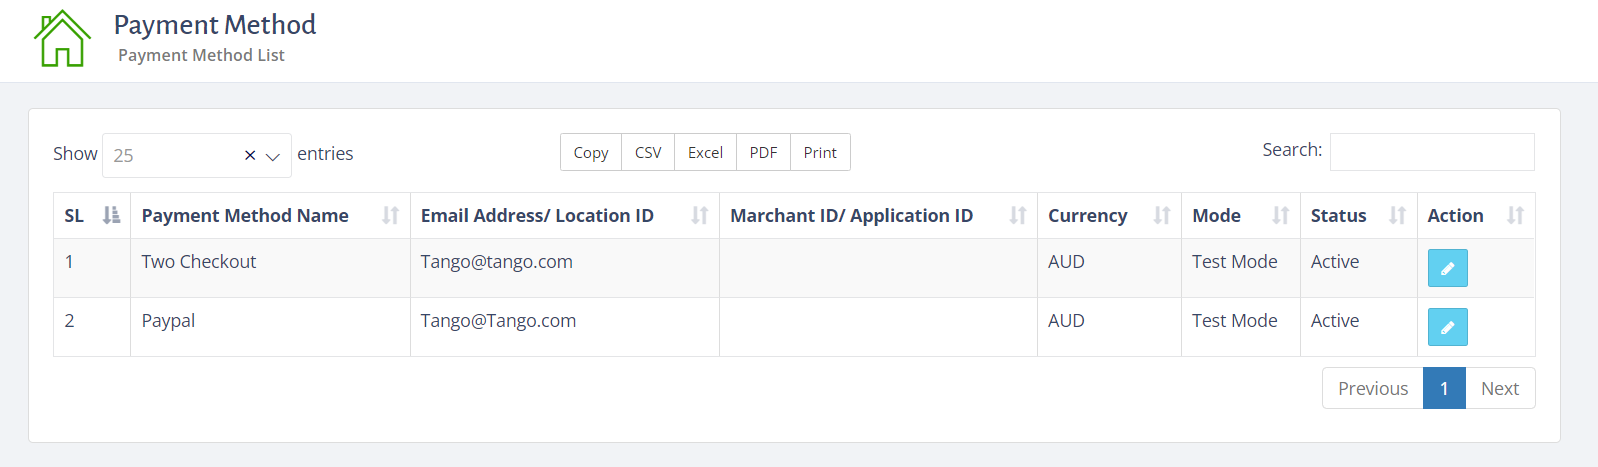 Payment Method
Payment Method List
Show 25 × entries Copy CSV Excel PDF Print Search:
SL Payment Method Name Email Address/ Location ID Marchant ID/ Application ID Currency Mode Status Action
1 Two Checkout Tango@tango.com AUD Test Mode Active
2 Paypal Tango@Tango.com AUD Test Mode Active
Previous 1 Next